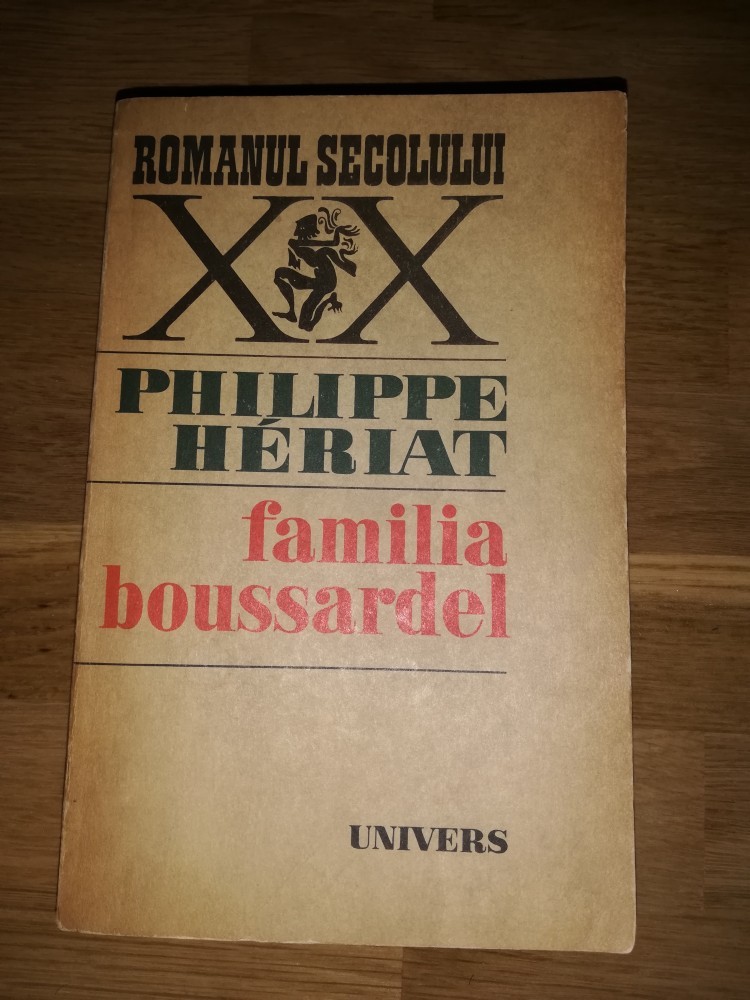 ROMANUL SECOLULUI
XX
PHILIPPE
HÉRIAT
familia
boussardel
UNIVERS